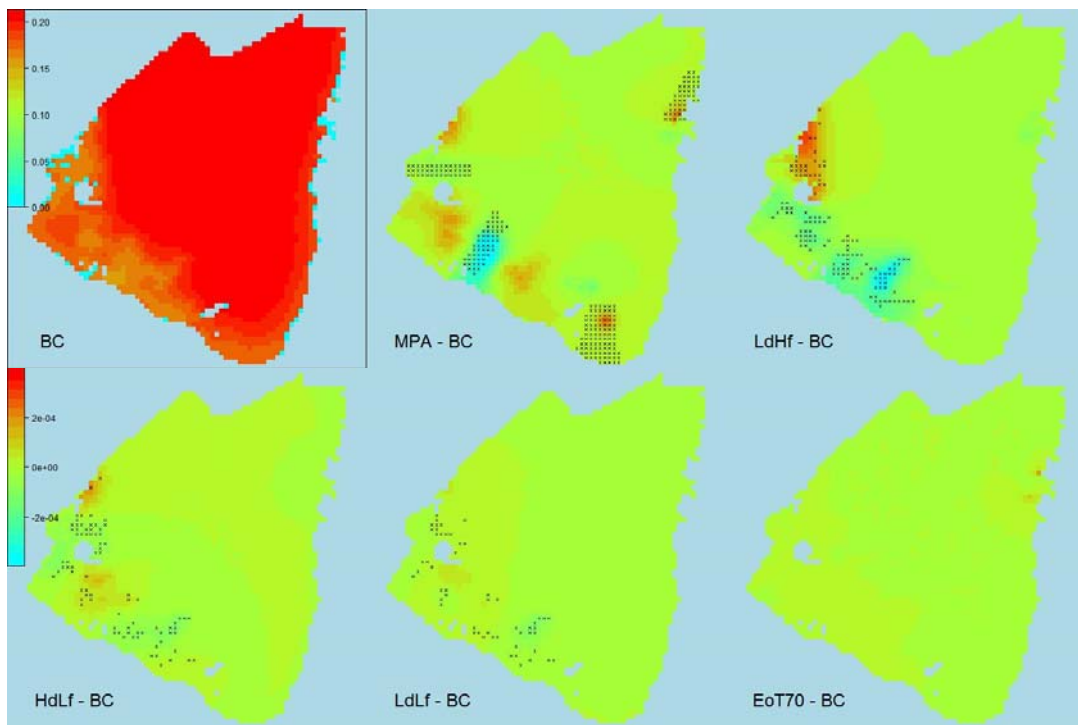 0.20
0.15
0.10
0.05
0.00
BC
MPA - BC
LdHf - BC
2e-04
0e+00
-2e-04
HdLf - BC
LdLf - BC
EoT70 - BC